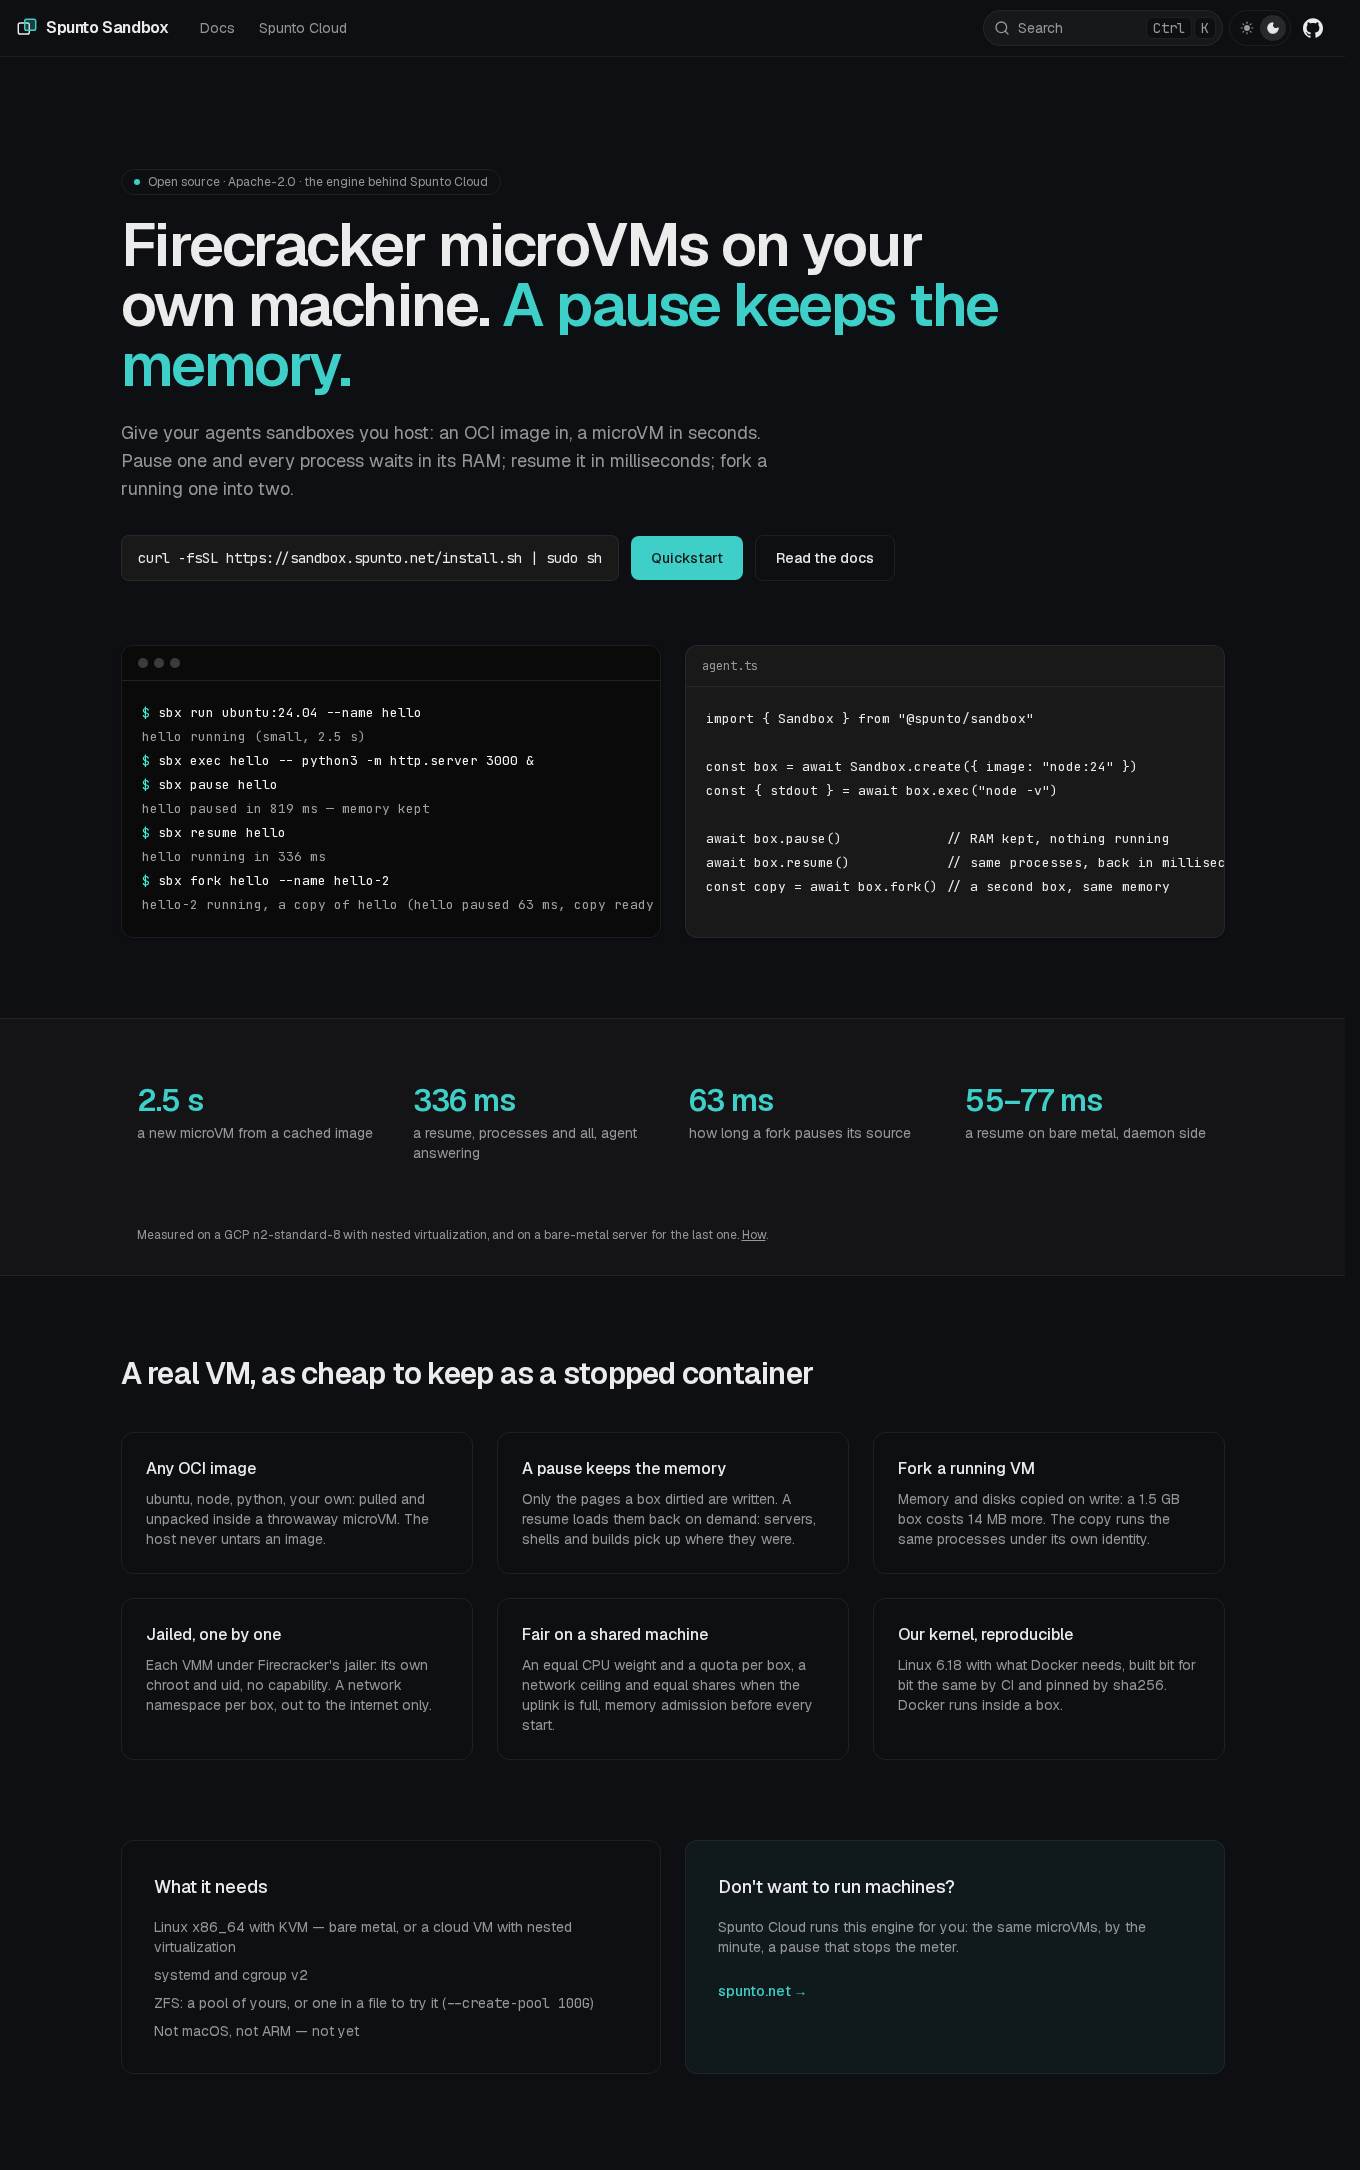 Spunto Sandbox
Docs
Spunto Cloud
Search
Ctrl K
Open source · Apache-2.0 · the engine behind Spunto Cloud
Firecracker microVMs on your
own machine. A pause keeps the
memory.
Give your agents sandboxes you host: an OCI image in, a microVM in seconds.
Pause one and every process waits in its RAM; resume it in milliseconds; fork a
running one into two.
curl -fsSL https://sandbox.spunto.net/install.sh | sudo sh
Quickstart
Read the docs
$ sbx run ubuntu:24.04 --name hello
hello running (small, 2.5 s)
$ sbx exec hello -- python3 -m http.server 3000 &
$ sbx pause hello
hello paused in 819 ms — memory kept
$ sbx resume hello
hello running in 336 ms
$ sbx fork hello --name hello-2
hello-2 running, a copy of hello (hello paused 63 ms, copy ready
agent.ts
import { Sandbox } from "@spunto/sandbox"
const box = await Sandbox.create({ image: "node:24" })
const { stdout } = await box.exec("node -v")
await box.pause() // RAM kept, nothing running
await box.resume() // same processes, back in millisec
const copy = await box.fork() // a second box, same memory
2.5 s
a new microVM from a cached image
336 ms
a resume, processes and all, agent
answering
63 ms
how long a fork pauses its source
55–77 ms
a resume on bare metal, daemon side
Measured on a GCP n2-standard-8 with nested virtualization, and on a bare-metal server for the last one. How.
A real VM, as cheap to keep as a stopped container
Any OCI image
ubuntu, node, python, your own: pulled and
unpacked inside a throwaway microVM. The
host never untars an image.
A pause keeps the memory
Only the pages a box dirtied are written. A
resume loads them back on demand: servers,
shells and builds pick up where they were.
Fork a running VM
Memory and disks copied on write: a 1.5 GB
box costs 14 MB more. The copy runs the
same processes under its own identity.
Jailed, one by one
Each VMM under Firecracker's jailer: its own
chroot and uid, no capability. A network
namespace per box, out to the internet only.
Fair on a shared machine
An equal CPU weight and a quota per box, a
network ceiling and equal shares when the
uplink is full, memory admission before every
start.
Our kernel, reproducible
Linux 6.18 with what Docker needs, built bit for
bit the same by CI and pinned by sha256.
Docker runs inside a box.
What it needs
Linux x86_64 with KVM — bare metal, or a cloud VM with nested
virtualization
systemd and cgroup v2
ZFS: a pool of yours, or one in a file to try it (--create-pool 100G)
Not macOS, not ARM — not yet
Don't want to run machines?
Spunto Cloud runs this engine for you: the same microVMs, by the
minute, a pause that stops the meter.
spunto.net →